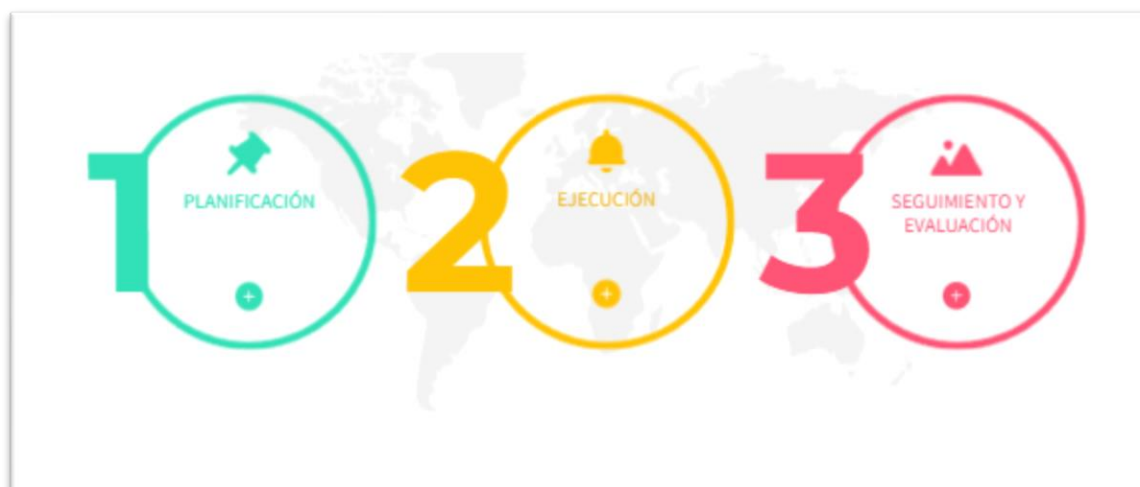 1
PLANIFICACIÓN
+
2
EJECUCIÓN
+
3
SEGUIMIENTO Y
EVALUACIÓN
+